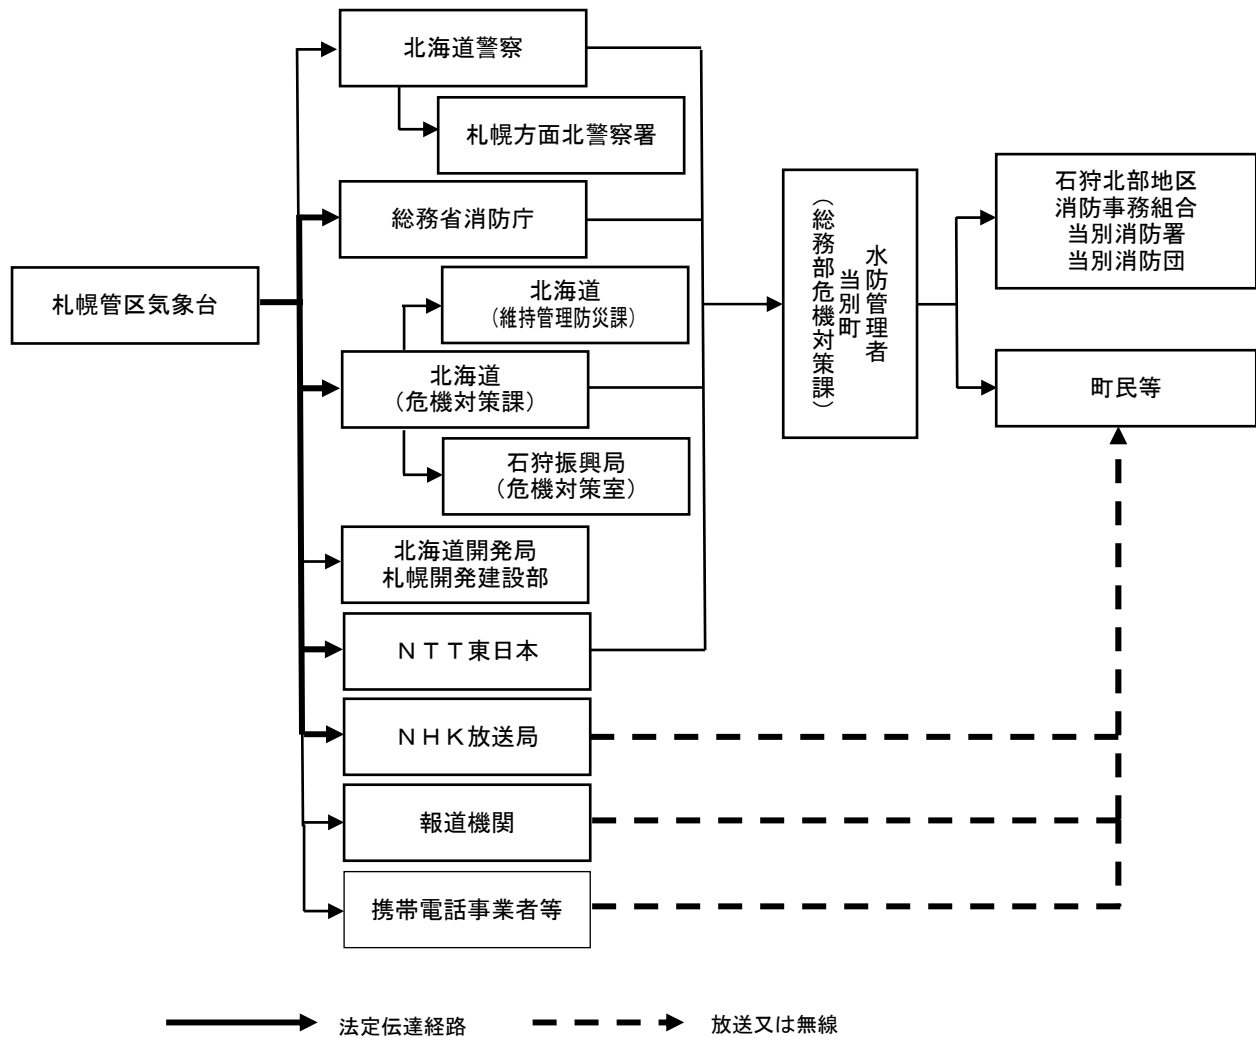 北海道警察
札幌方面北警察署
総務省消防庁
札幌管区気象台
北海道
（維持管理防災課）
北海道
（危機対策課）
石狩振興局
（危機対策室）
北海道開発局
札幌開発建設部
ＮＴＴ東日本
ＮＨＫ放送局
報道機関
携帯電話事業者等
水防管理者
当別町
（総務部危機対策課）
石狩北部地区
消防事務組合
当別消防署
当別消防団
町民等
法定伝達経路
放送又は無線